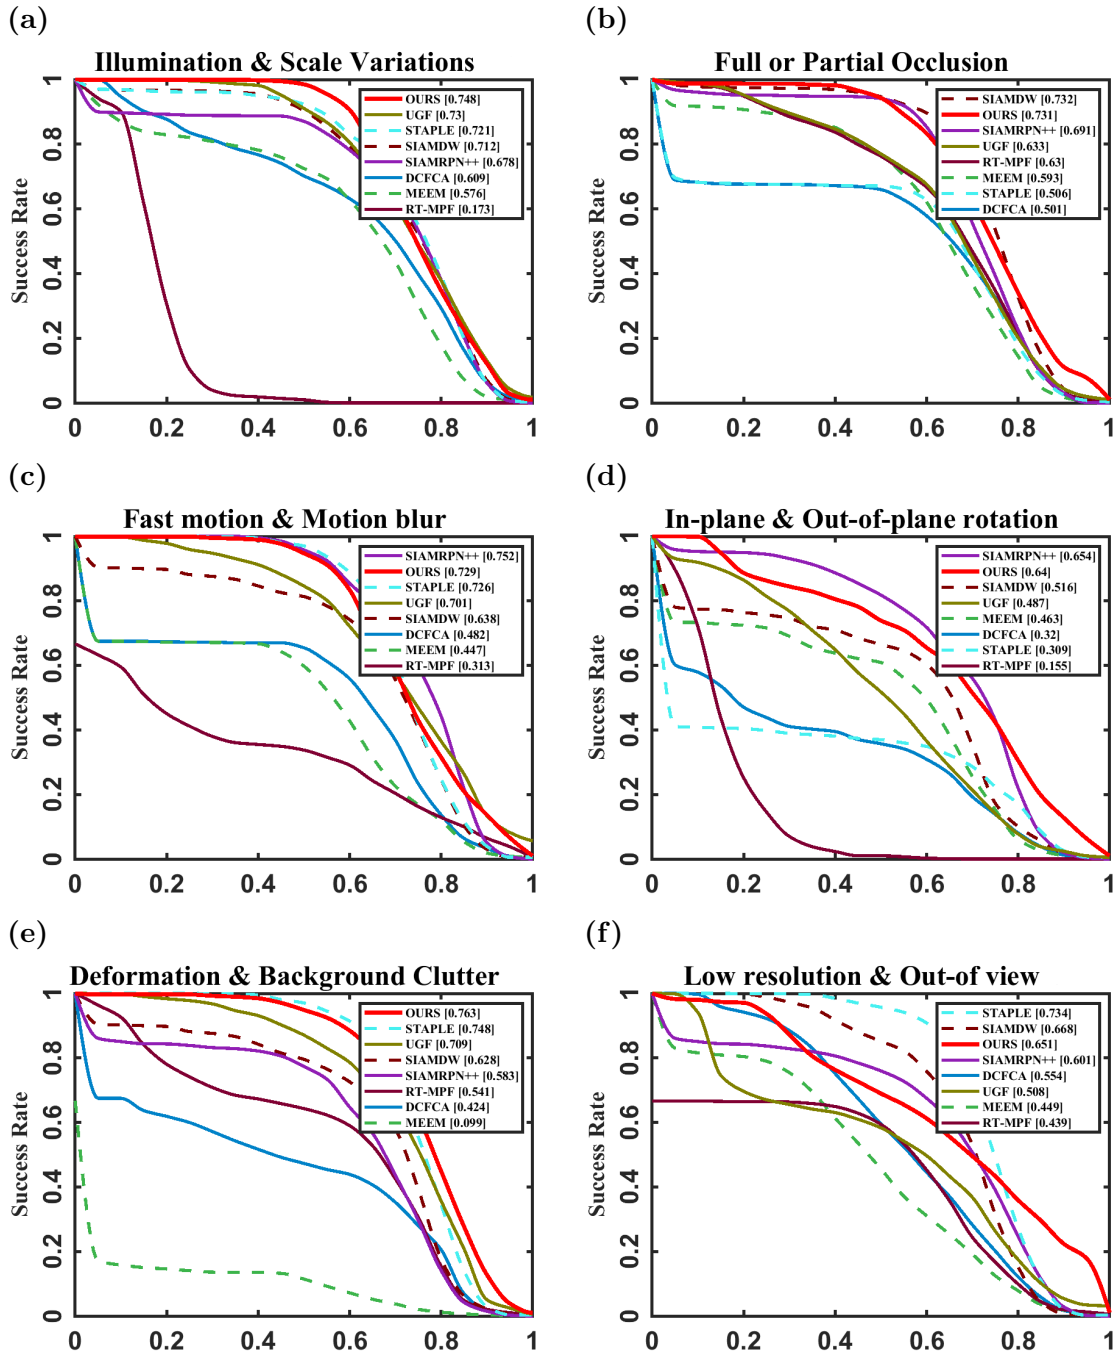 (a)
Illumination & Scale Variations
Success Rate
1
0.8
0.6
0.4
0.2
0
OURS [0.748]
UGF [0.73]
STAPLE [0.721]
SIAMDW [0.712]
SIAMRPN++ [0.678]
DCFCA [0.609]
MEEM [0.576]
RT-MPF [0.173]
0 0.2 0.4 0.6 0.8 1
(b)
Full or Partial Occlusion
Success Rate
1
0.8
0.6
0.4
0.2
0
SIAMDW [0.732]
OURS [0.731]
SIAMRPN++ [0.691]
UGF [0.633]
RT-MPF [0.63]
MEEM [0.593]
STAPLE [0.506]
DCFCA [0.501]
0 0.2 0.4 0.6 0.8 1
(c)
Fast motion & Motion blur
Success Rate
1
0.8
0.6
0.4
0.2
0
SIAMRPN++ [0.752]
OURS [0.729]
STAPLE [0.726]
UGF [0.701]
SIAMDW [0.638]
DCFCA [0.482]
MEEM [0.447]
RT-MPF [0.313]
0 0.2 0.4 0.6 0.8 1
(d)
In-plane & Out-of-plane rotation
Success Rate
1
0.8
0.6
0.4
0.2
0
SIAMRPN++ [0.654]
OURS [0.64]
SIAMDW [0.516]
UGF [0.487]
MEEM [0.463]
DCFCA [0.32]
STAPLE [0.309]
RT-MPF [0.155]
0 0.2 0.4 0.6 0.8 1
(e)
Deformation & Background Clutter
Success Rate
1
0.8
0.6
0.4
0.2
0
OURS [0.763]
STAPLE [0.748]
UGF [0.709]
SIAMDW [0.628]
SIAMRPN++ [0.583]
RT-MPF [0.541]
DCFCA [0.424]
MEEM [0.099]
0 0.2 0.4 0.6 0.8 1
(f)
Low resolution & Out-of view
Success Rate
1
0.8
0.6
0.4
0.2
0
STAPLE [0.734]
SIAMDW [0.668]
OURS [0.651]
SIAMRPN++ [0.601]
DCFCA [0.554]
UGF [0.508]
MEEM [0.449]
RT-MPF [0.439]
0 0.2 0.4 0.6 0.8 1